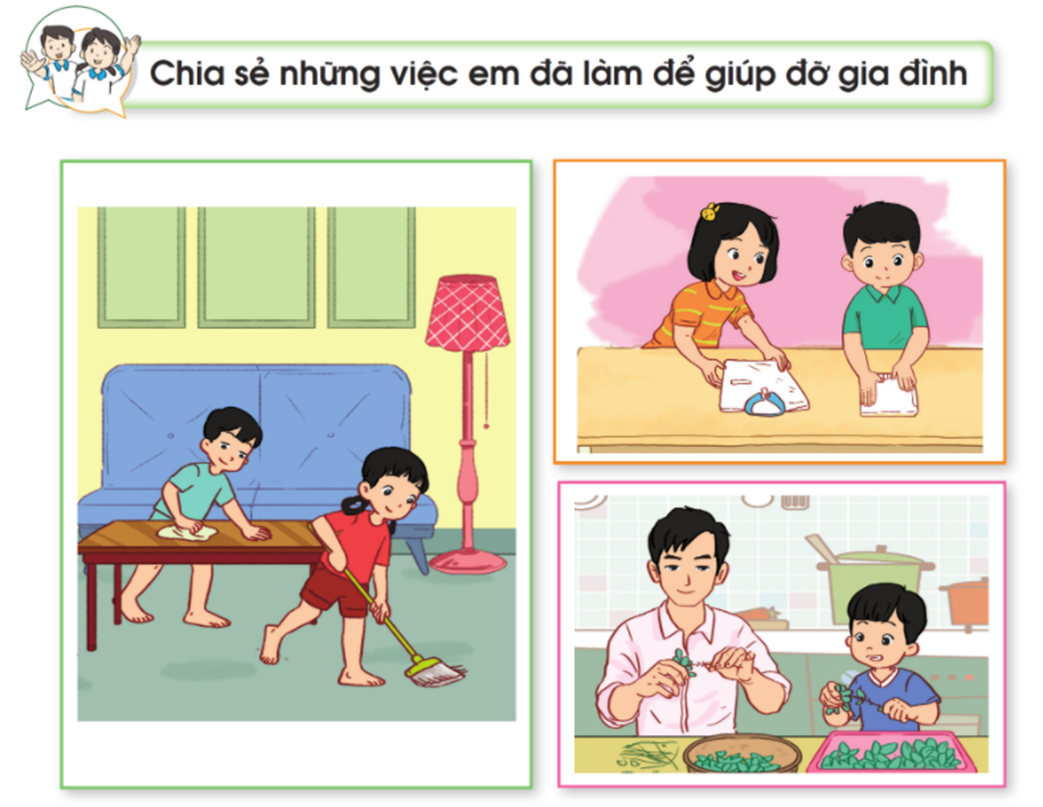 Chia sẻ những việc em đã làm để giúp đỡ gia đình